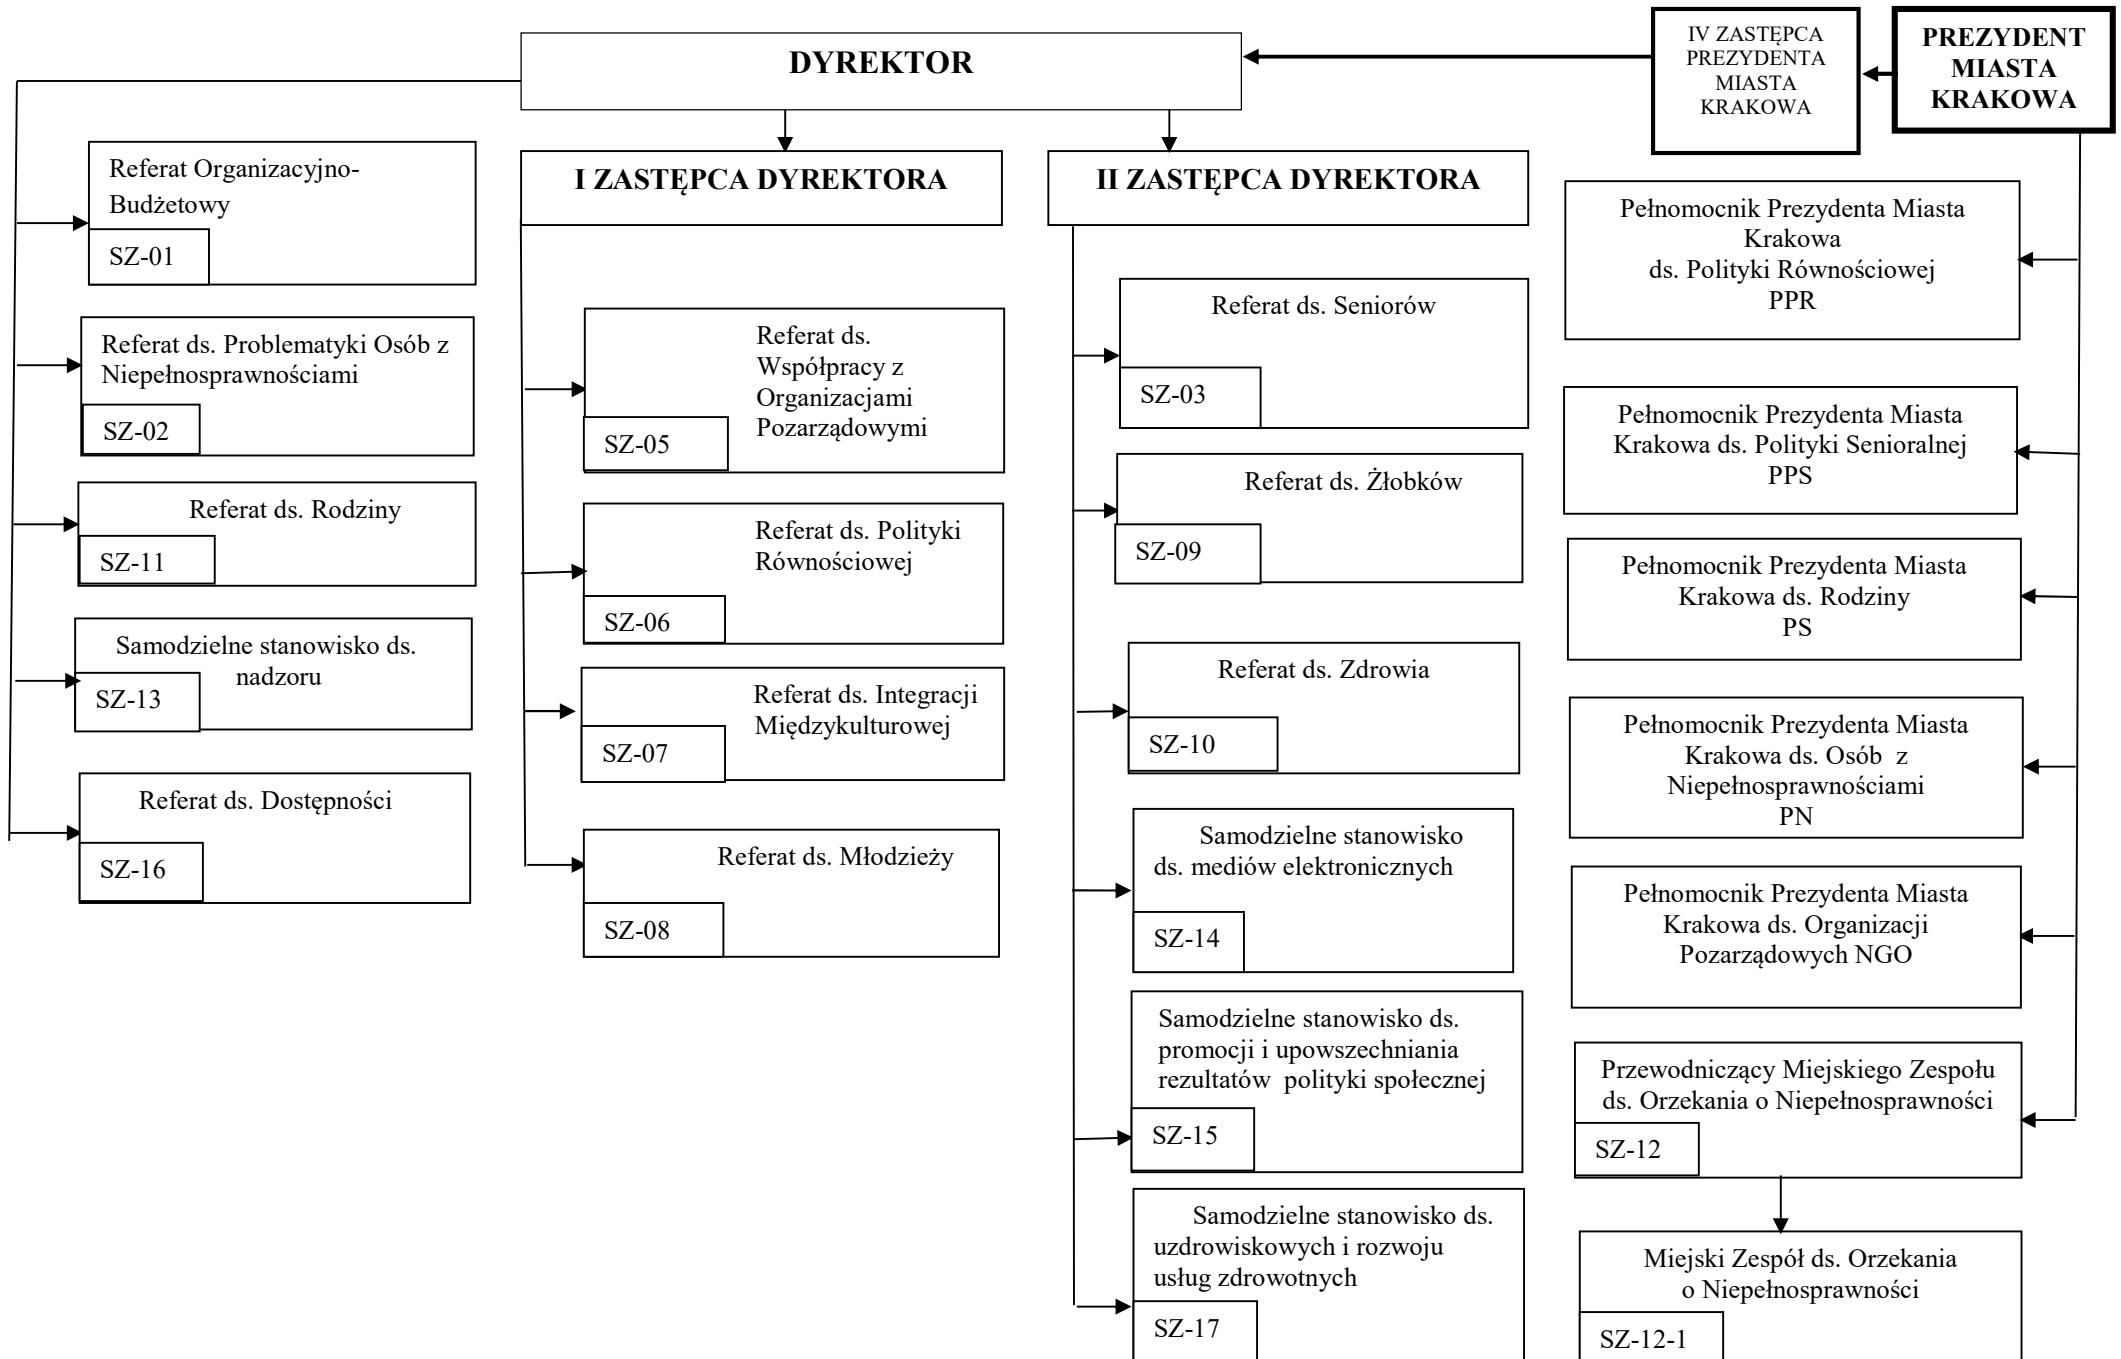 DYREKTOR
IV ZASTĘPCA
PREZYDENTA
MIASTA
KRAKOWA
PREZYDENT
MIASTA
KRAKOWA
Referat Organizacyjno-
Budżetowy
SZ-01
Referat ds. Problematyki Osób z
Niepełnosprawnościami
SZ-02
Referat ds. Rodziny
SZ-11
Samodzielne stanowisko ds.
nadzoru
SZ-13
Referat ds. Dostępności
SZ-16
I ZASTĘPCA DYREKTORA
Referat ds.
Współpracy z
Organizacjami
Pozarządowymi
SZ-05
Referat ds. Polityki
Równościowej
SZ-06
Referat ds. Integracji
Międzykulturowej
SZ-07
Referat ds. Młodzieży
SZ-08
II ZASTĘPCA DYREKTORA
Referat ds. Seniorów
SZ-03
Referat ds. Żłobków
SZ-09
Referat ds. Zdrowia
SZ-10
Samodzielne stanowisko
ds. mediów elektronicznych
SZ-14
Samodzielne stanowisko ds.
promocji i upowszechniania
rezultatów polityki społecznej
SZ-15
Samodzielne stanowisko ds.
uzdrowiskowych i rozwoju
usług zdrowotnych
SZ-17
Pełnomocnik Prezydenta Miasta
Krakowa
ds. Polityki Równościowej
PPR
Pełnomocnik Prezydenta Miasta
Krakowa ds. Polityki Senioralnej
PPS
Pełnomocnik Prezydenta Miasta
Krakowa ds. Rodziny
PS
Pełnomocnik Prezydenta Miasta
Krakowa ds. Osób z
Niepełnosprawnościami
PN
Pełnomocnik Prezydenta Miasta
Krakowa ds. Organizacji
Pozarządowych NGO
Przewodniczący Miejskiego Zespołu
ds. Orzekania o Niepełnosprawności
SZ-12
Miejski Zespół ds. Orzekania
o Niepełnosprawności
SZ-12-1